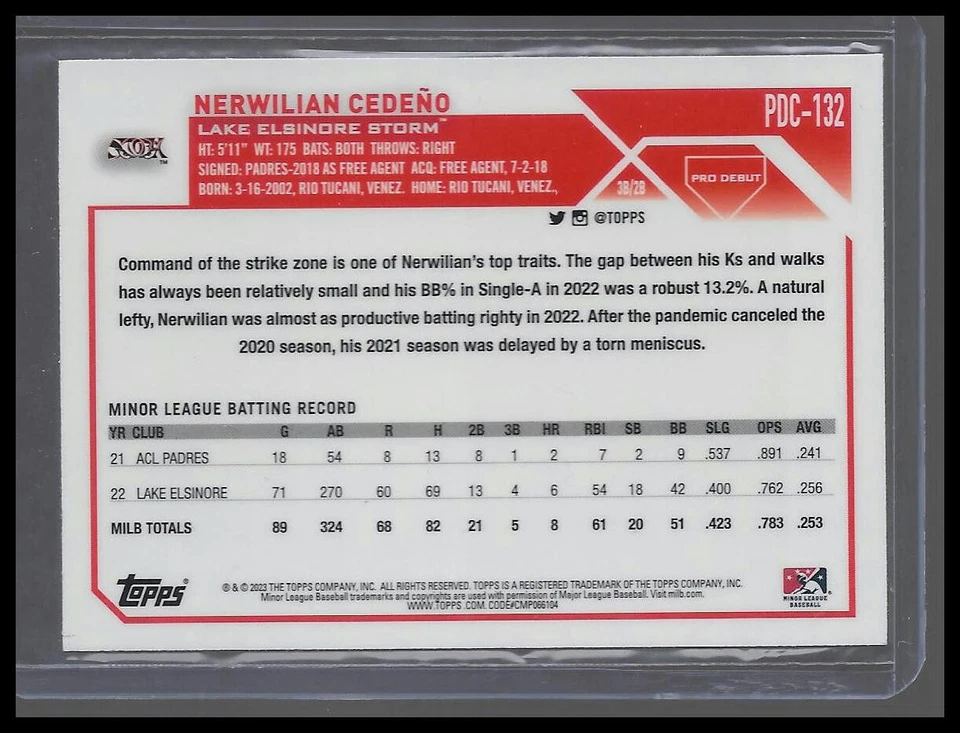 NERWILIAN CEDEÑO
PDC-132
LAKE ELSINORE STORM™
HT: 5'11" WT: 175 BATS: BOTH THROWS: RIGHT
SIGNED: PADRES-2018 AS FREE AGENT ACQ: FREE AGENT, 7-2-18
BORN: 3-16-2002, RIO TUCANI, VENEZ. HOME: RIO TUCANI, VENEZ.,
3B/2B
PRO DEBUT
STORM™
@TOPPS
Command of the strike zone is one of Nerwilian's top traits. The gap between his Ks and walks
has always been relatively small and his BB% in Single-A in 2022 was a robust 13.2%. A natural
lefty, Nerwilian was almost as productive batting righty in 2022. After the pandemic canceled the
2020 season, his 2021 season was delayed by a torn meniscus.
MINOR LEAGUE BATTING RECORD
YR CLUB G AB R H 2B 3B HR RBI SB BB SLG OPS AVG
21 ACL PADRES 18 54 8 13 8 1 2 7 2 9 .537 .891 .241
22 LAKE ELSINORE 71 270 60 69 13 4 6 54 18 42 .400 .762 .256
MILB TOTALS 89 324 68 82 21 5 8 61 20 51 .423 .783 .253
topps®
® & © 2023 THE TOPPS COMPANY, INC. ALL RIGHTS RESERVED. TOPPS IS A REGISTERED TRADEMARK OF THE TOPPS COMPANY, INC.
Minor League Baseball trademarks and copyrights are used with permission of Major League Baseball. Visit milb.com.
WWW.TOPPS.COM. CODE#CMP066104
MINOR LEAGUE
BASEBALL